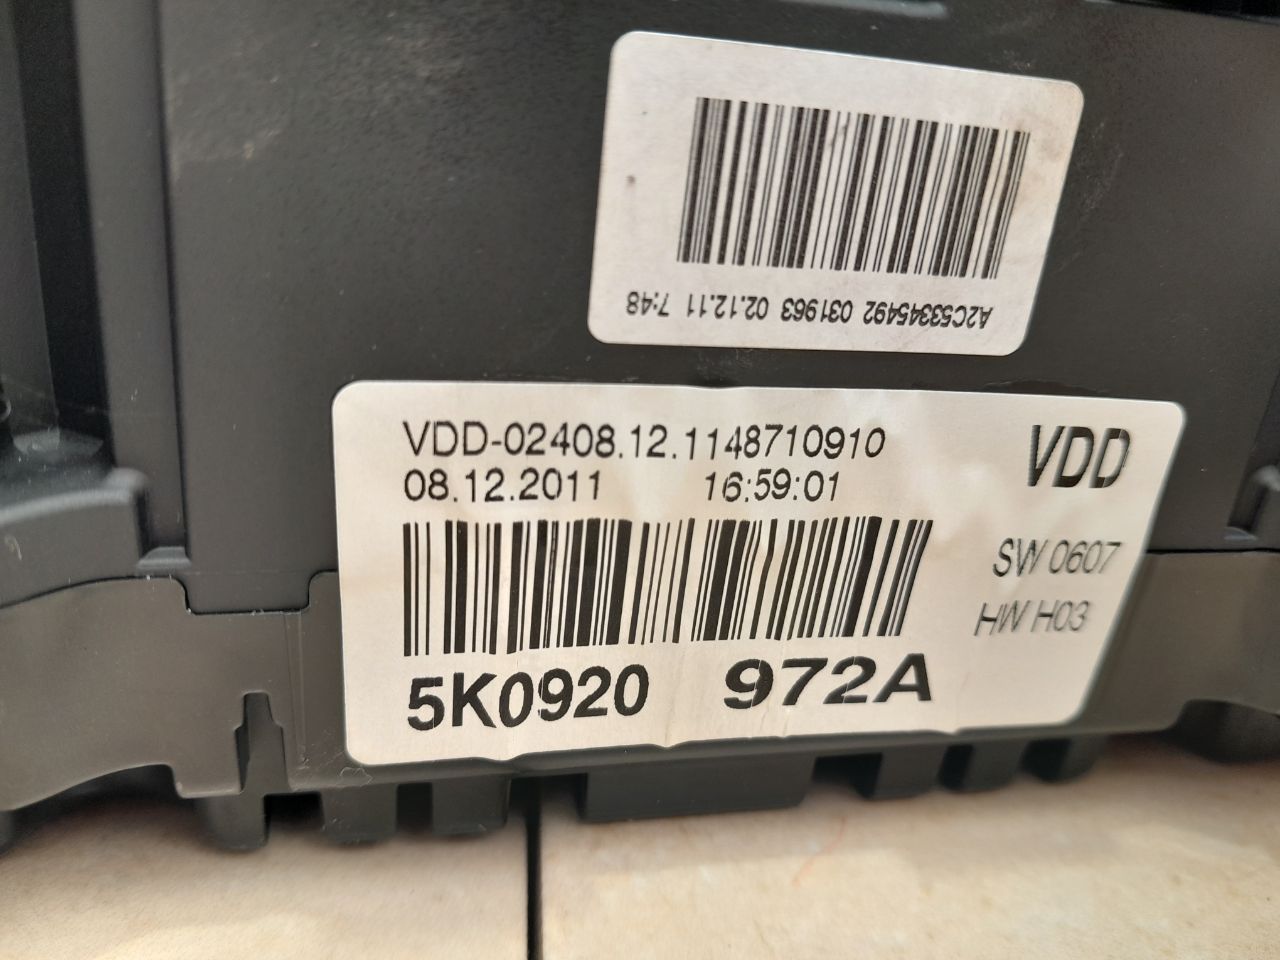 A2C53345492 031963 02.12.11 7:48
VDD-02408.12.1148710910
08.12.2011 16:59:01
VDD
SW 0607
HW H03
5K0920 972A